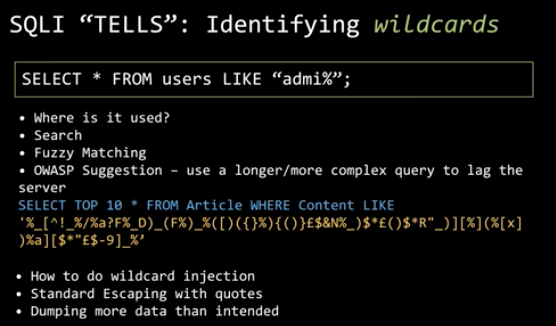 SQLI “TELLS”: Identifying wildcards
SELECT * FROM users LIKE “admi%”;
• Where is it used?
• Search
• Fuzzy Matching
• OWASP Suggestion – use a longer/more complex query to lag the
server
SELECT TOP 10 * FROM Article WHERE Content LIKE
'%_[^!_%/%a?F%_D)_(F%)_%([)({}%){()}£$&N%_)$*£()$*R"_)][%](%[x]
)%a][$*"£$-9]_%’
• How to do wildcard injection
• Standard Escaping with quotes
• Dumping more data than intended